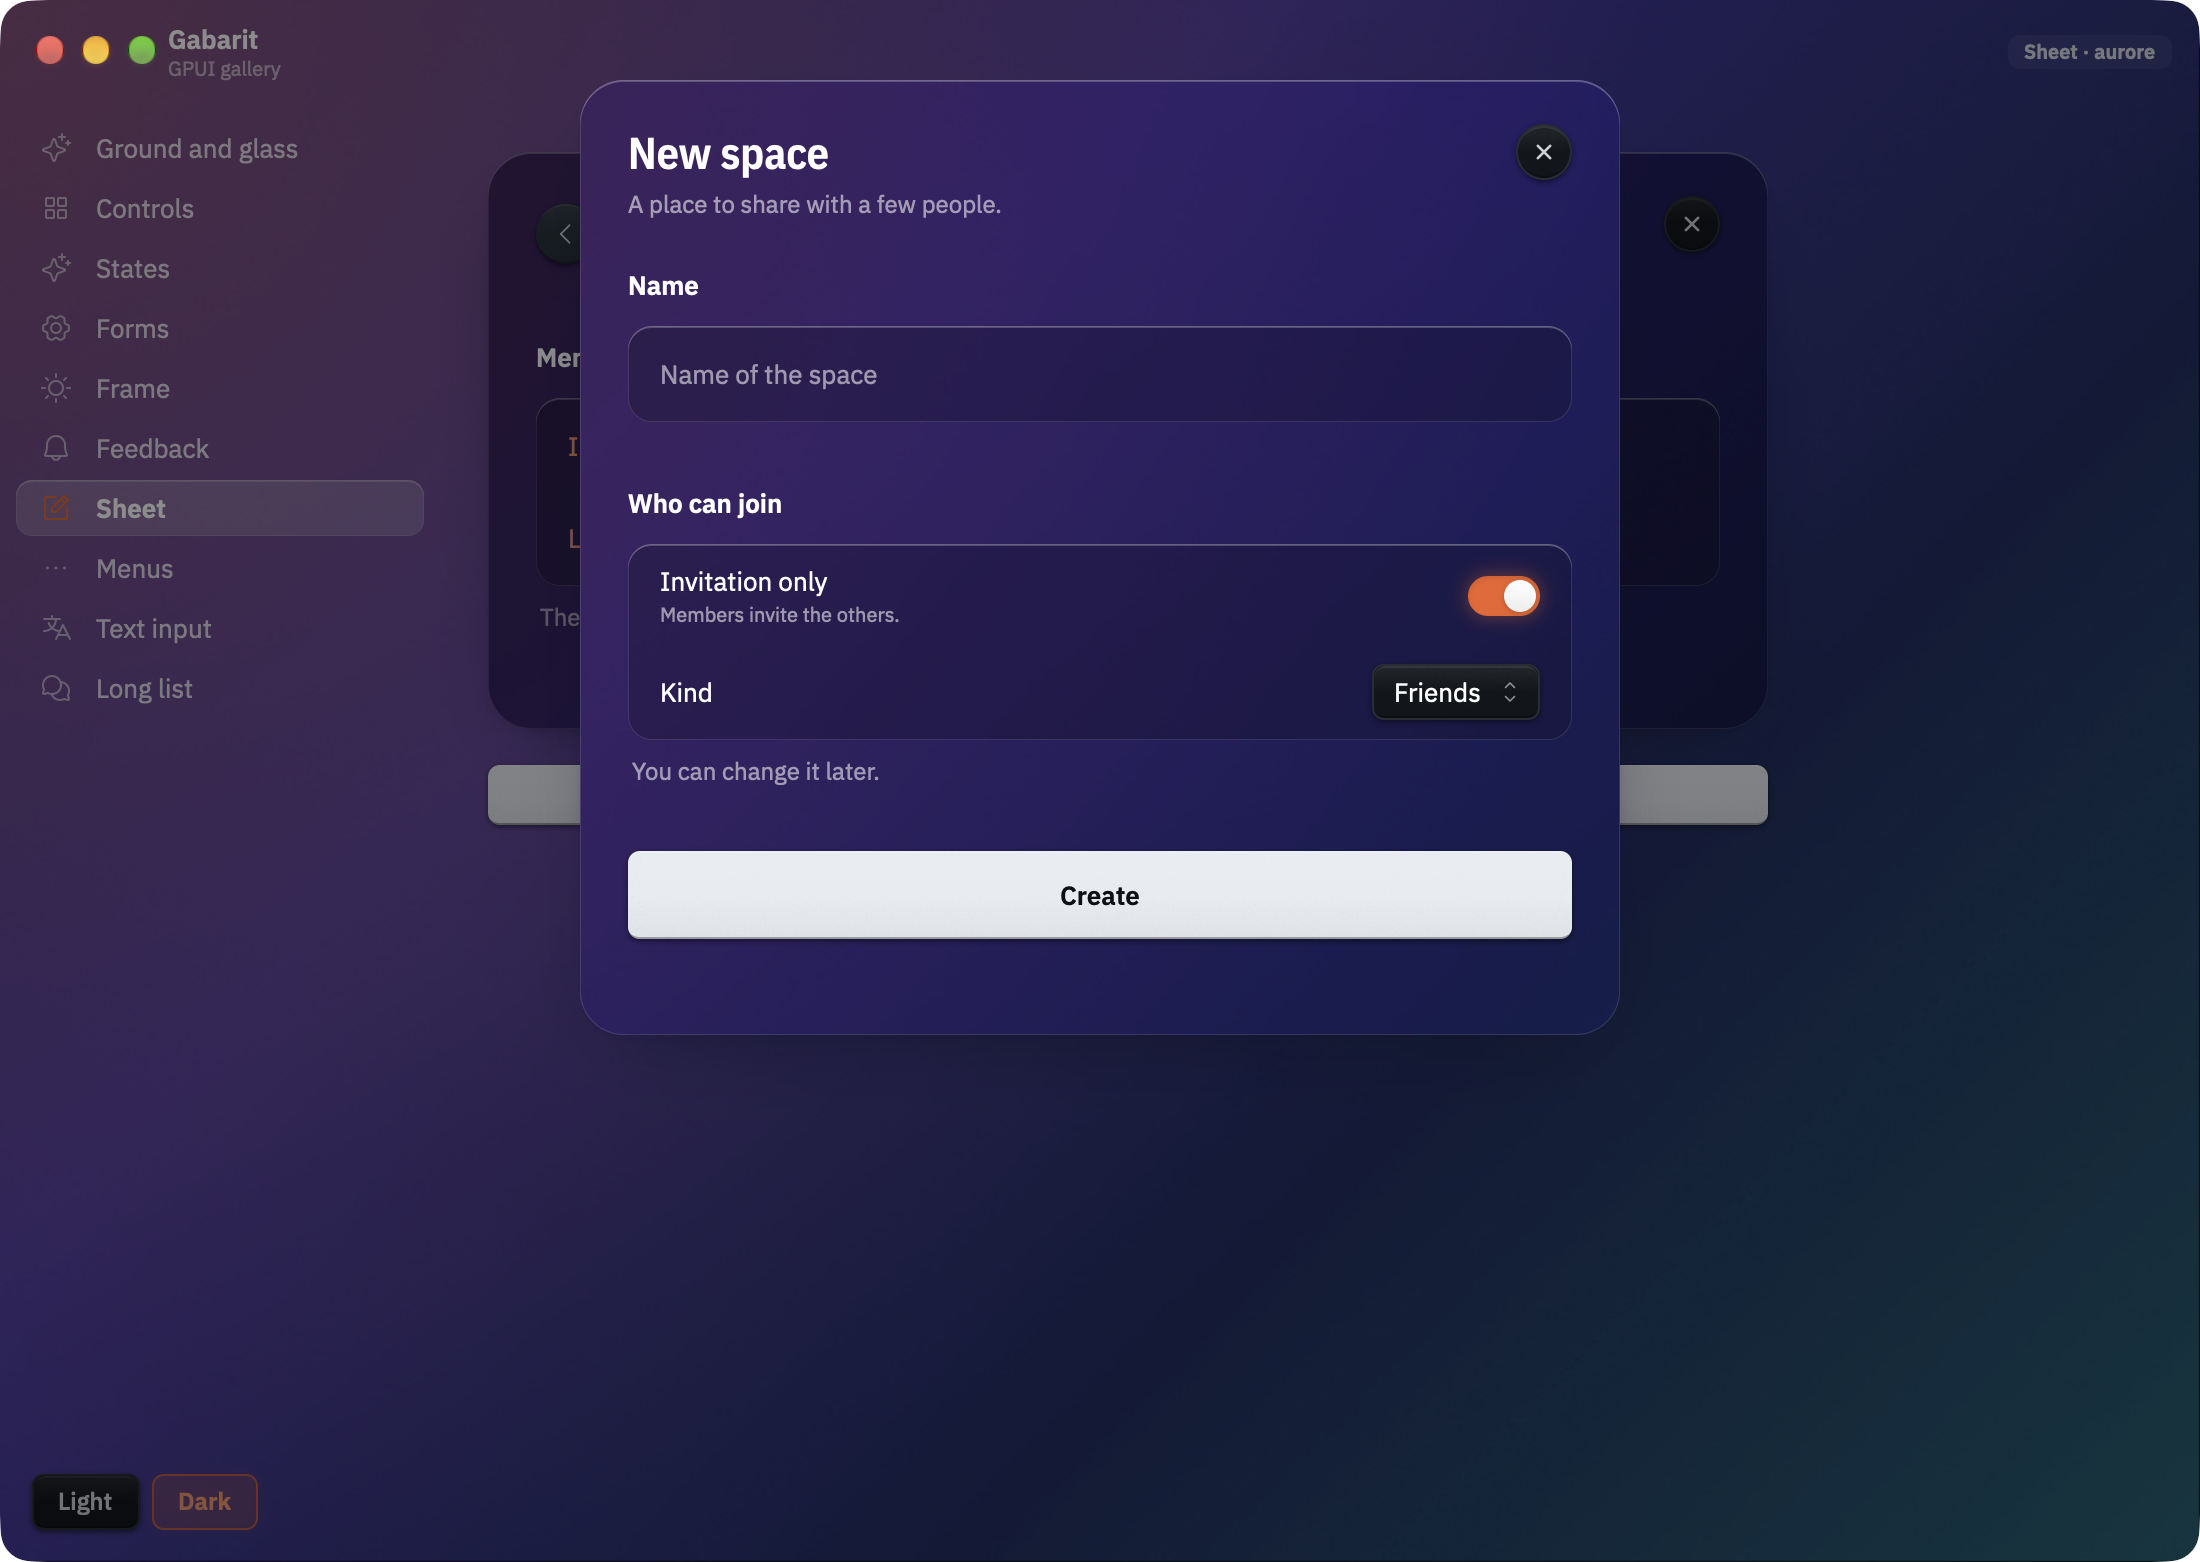 Gabarit
GPUI gallery
Sheet · aurore
Ground and glass
Controls
States
Forms
Frame
Feedback
Sheet
Menus
Text input
Long list
Light
Dark
New space
A place to share with a few people.
Name
Name of the space
Who can join
Invitation only
Members invite the others.
Kind
Friends
You can change it later.
Create